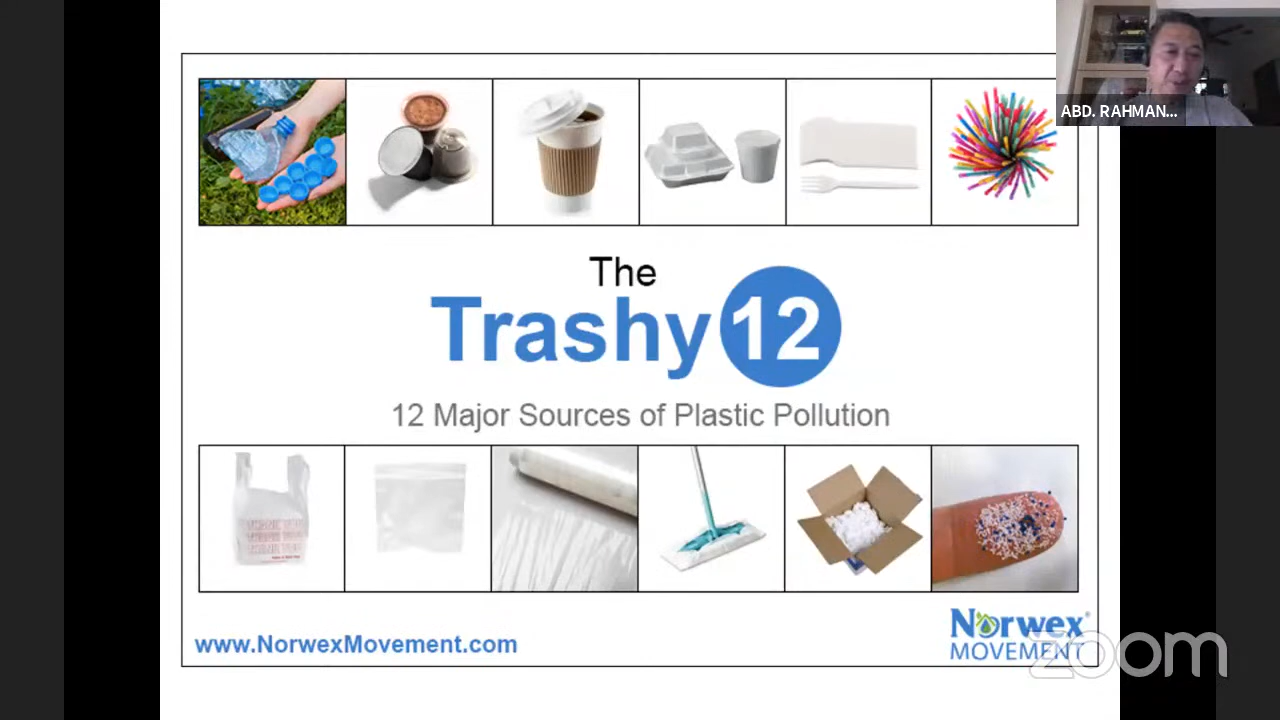 ABD. RAHMAN...
The
Trashy 12
12 Major Sources of Plastic Pollution
www.NorwexMovement.com
Norwex®
MOVEMENT
zoom